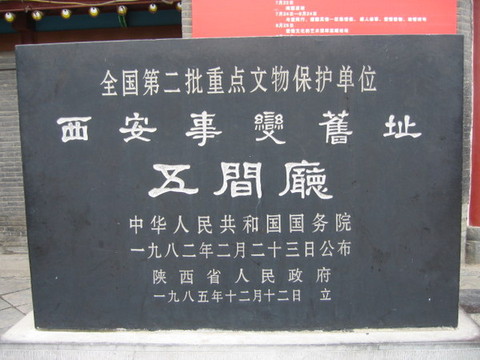 全国第二批重点文物保护单位
西安事變舊址
五間廳
中华人民共和国国务院
一九八二年二月二十三日公布
陕西省人民政府
一九八五年十二月十二日 立